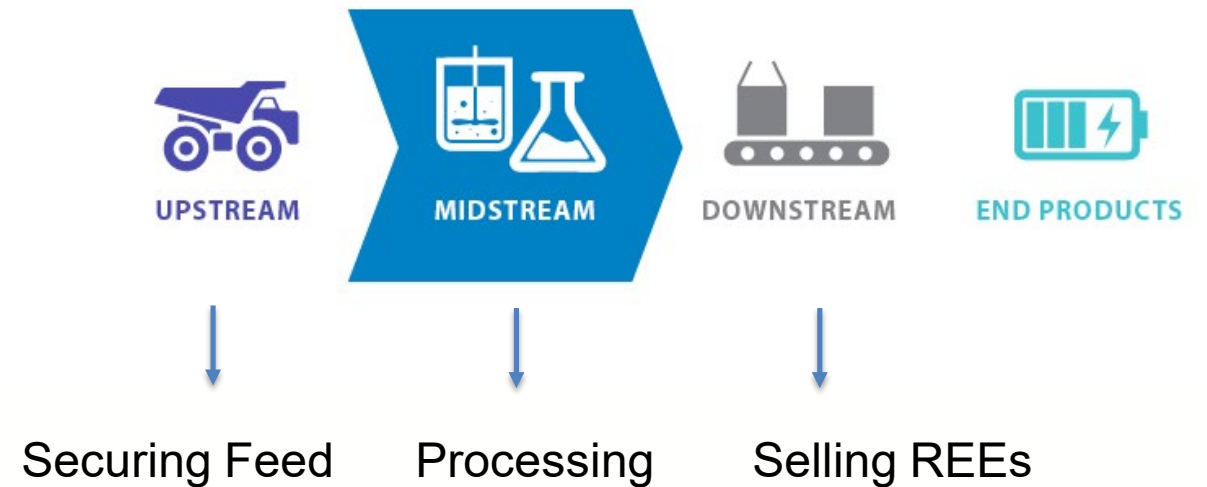 UPSTREAM
MIDSTREAM
DOWNSTREAM
END PRODUCTS
Securing Feed
Processing
Selling REEs